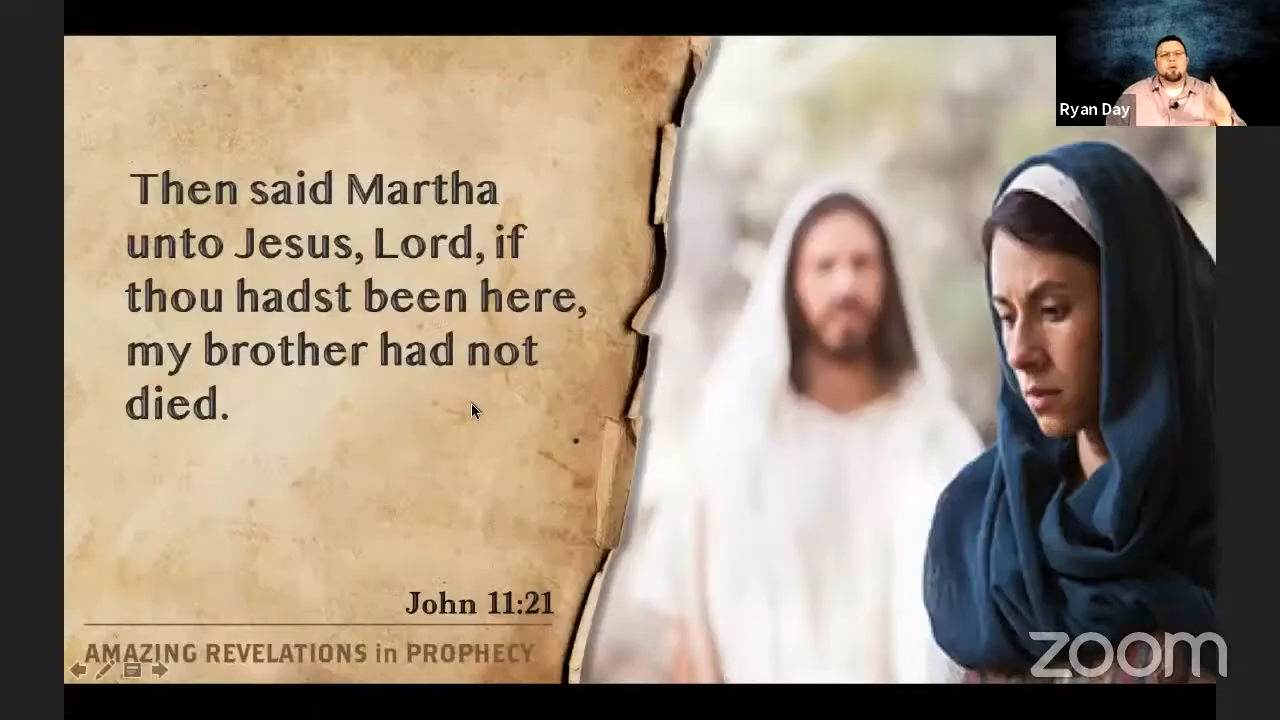 Ryan Day
Then said Martha
unto Jesus, Lord, if
thou hadst been here,
my brother had not
died.
John 11:21
AMAZING REVELATIONS in PROPHECY
zoom